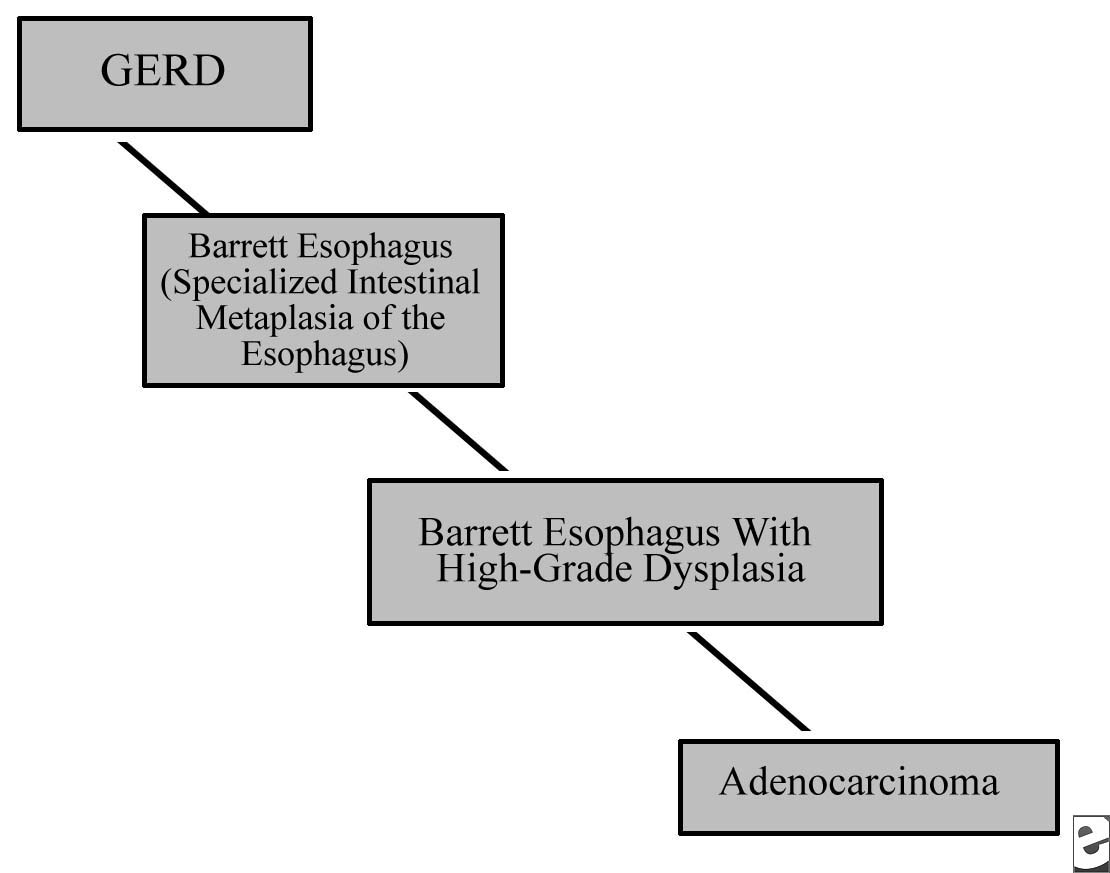 GERD
Barrett Esophagus
(Specialized Intestinal
Metaplasia of the
Esophagus)
Barrett Esophagus With
High-Grade Dysplasia
Adenocarcinoma
e